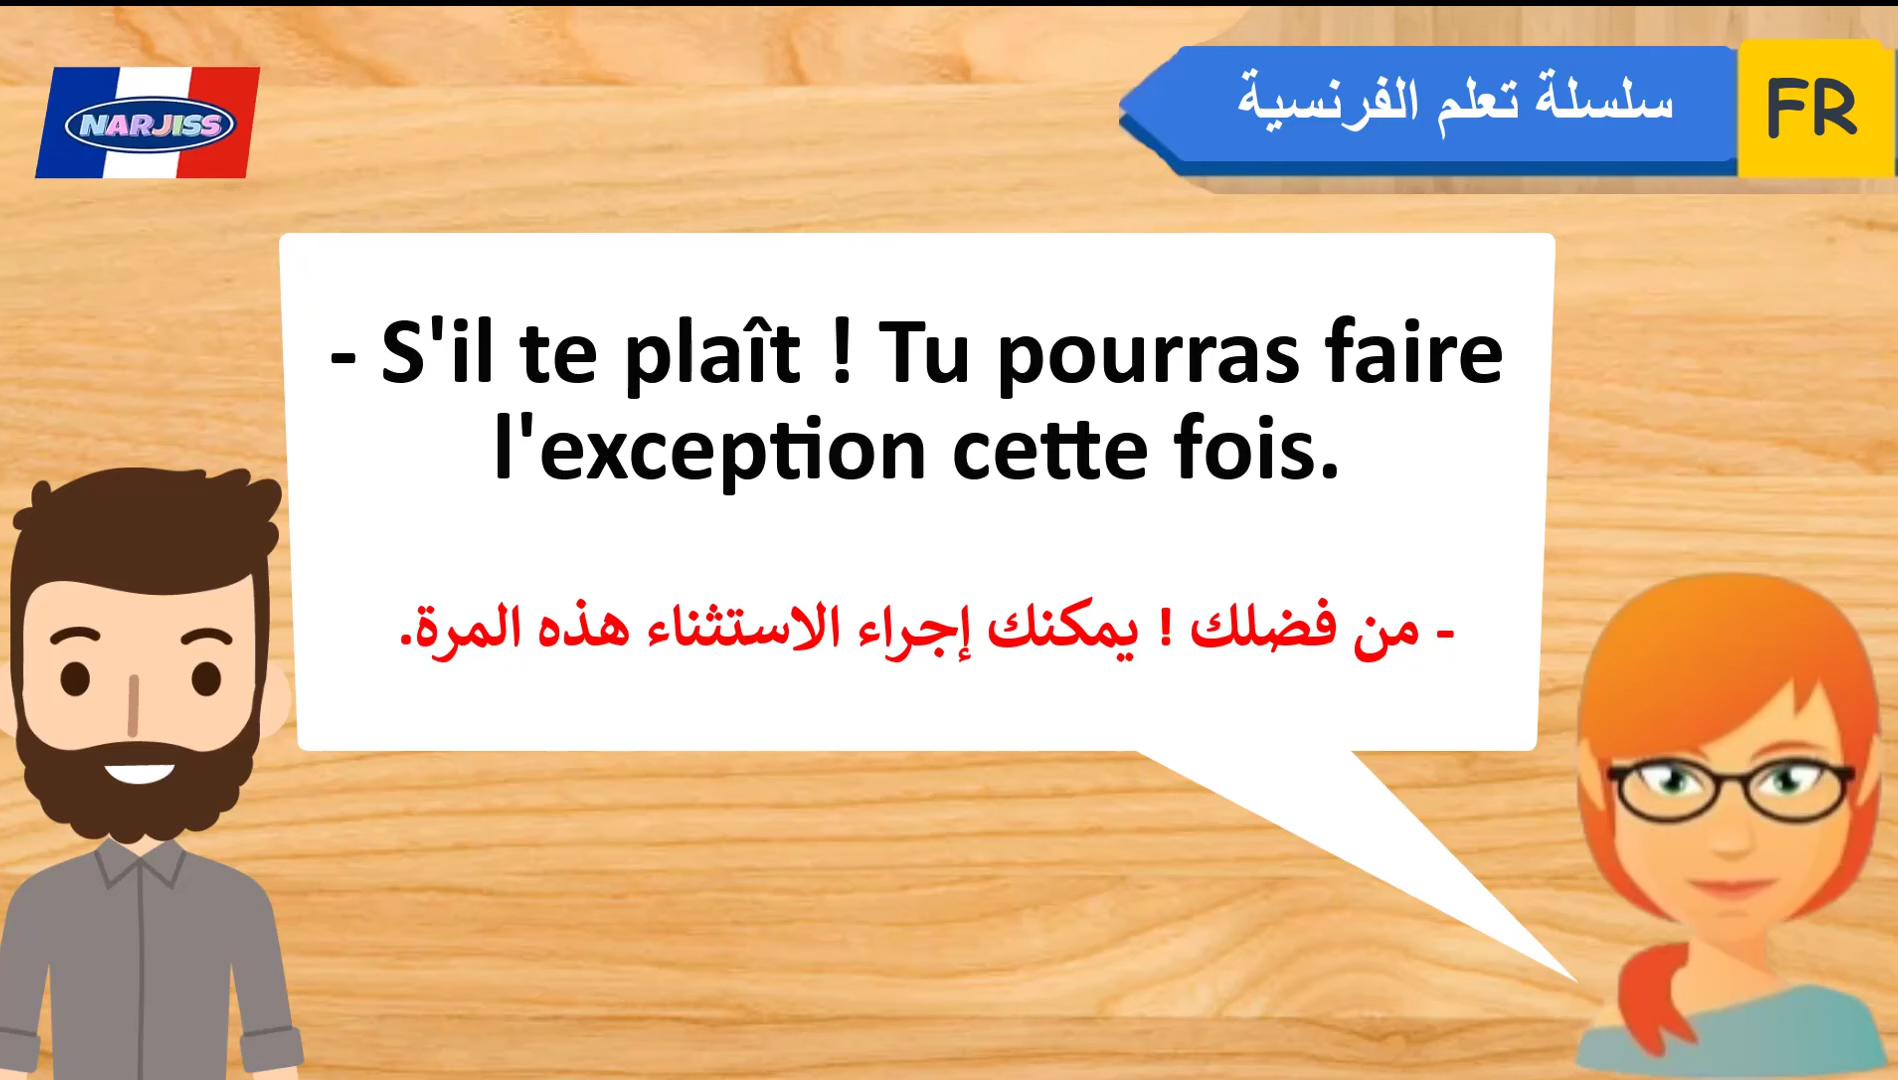 NARJISS
سلسلة تعلم الفرنسية
FR
- S'il te plaît ! Tu pourras faire
l'exception cette fois.
- من فضلك ! يمكنك إجراء الاستثناء هذه المرة.